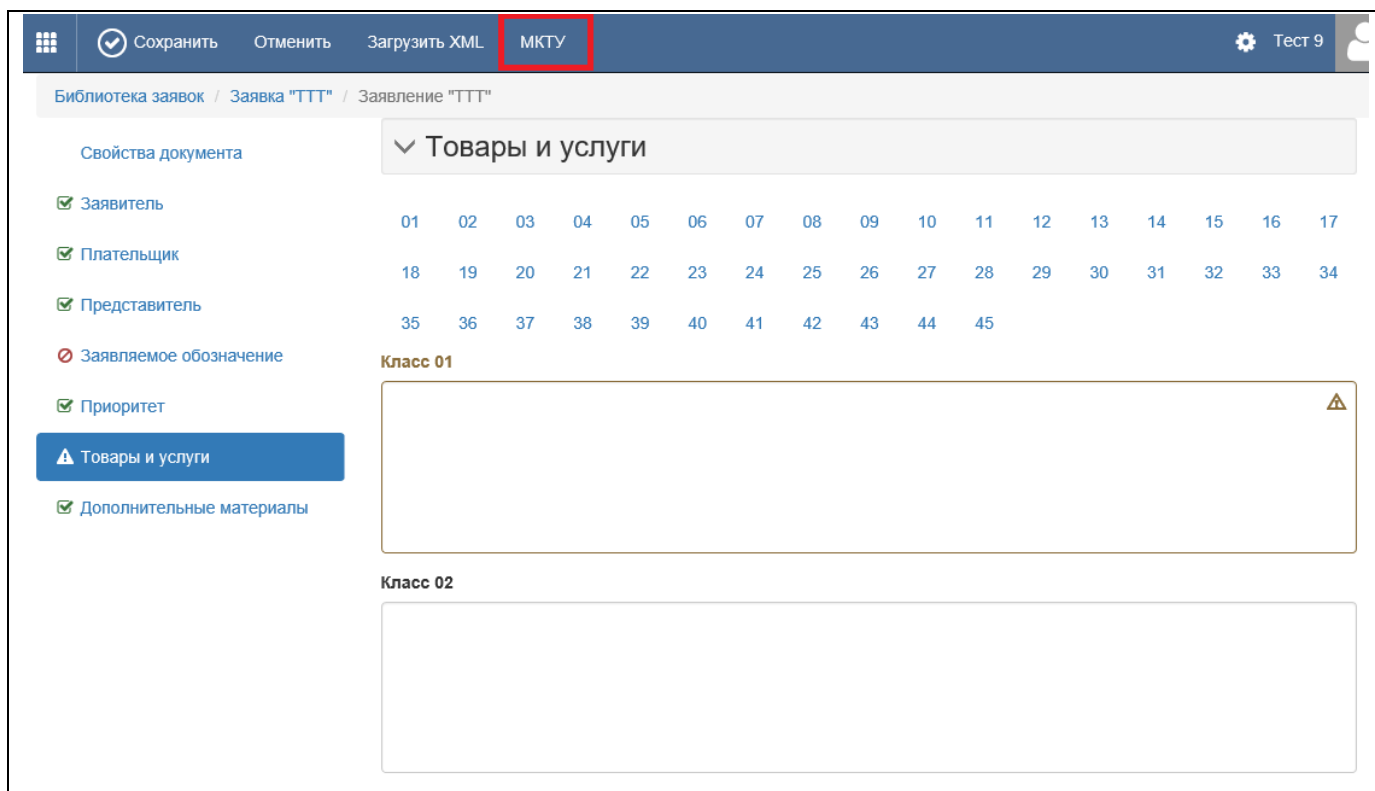 Сохранить Отменить Загрузить XML МКТУ Тест 9
Библиотека заявок / Заявка "ТТТ" / Заявление "ТТТ"
Свойства документа
Заявитель
Плательщик
Представитель
Заявляемое обозначение
Приоритет
Товары и услуги
Дополнительные материалы
Товары и услуги
01 02 03 04 05 06 07 08 09 10 11 12 13 14 15 16 17
18 19 20 21 22 23 24 25 26 27 28 29 30 31 32 33 34
35 36 37 38 39 40 41 42 43 44 45
Класс 01
Класс 02